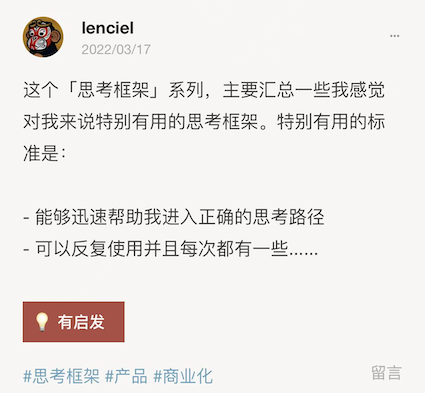 lenciel
2022/03/17
...
这个「思考框架」系列，主要汇总一些我感觉
对我来说特别有用的思考框架。特别有用的标
准是：
- 能够迅速帮助我进入正确的思考路径
- 可以反复使用并且每次都有一些......
有启发
#思考框架 #产品 #商业化
留言